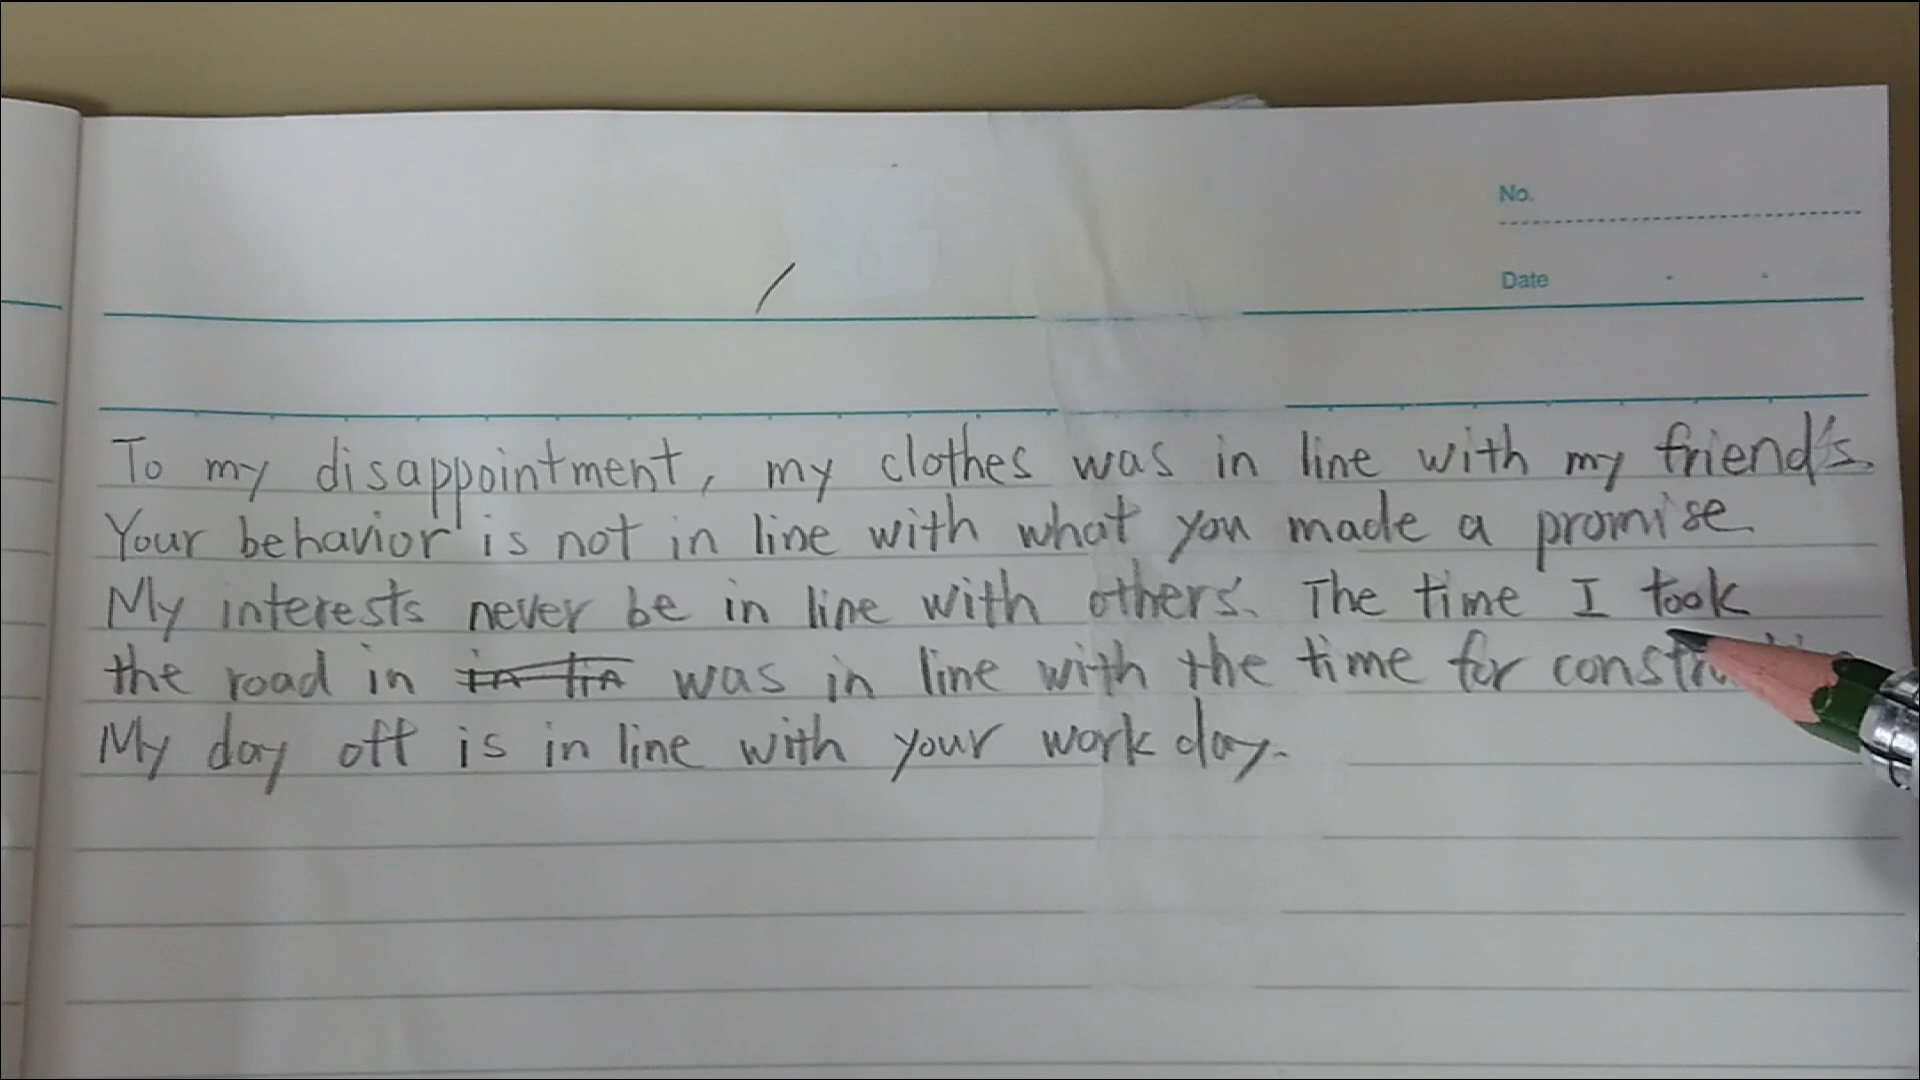 No.
Date
To my disappointment, my clothes was in line with my friend's.
Your behavior is not in line with what you made a promise.
My interests never be in line with others. The time I took
the road in was in line with the time for
My day off is in line with your work day.